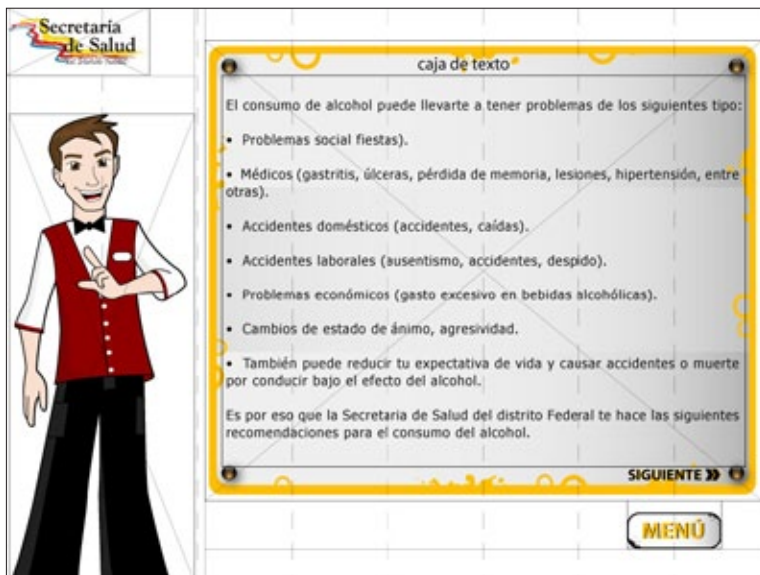 Secretaría
de Salud
caja de texto
El consumo de alcohol puede llevarte a tener problemas de los siguientes tipo:
• Problemas social fiestas).
• Médicos (gastritis, úlceras, pérdida de memoria, lesiones, hipertensión, entre
otras).
• Accidentes domésticos (accidentes, caídas).
• Accidentes laborales (ausentismo, accidentes, despido).
• Problemas económicos (gasto excesivo en bebidas alcohólicas).
• Cambios de estado de ánimo, agresividad.
• También puede reducir tu expectativa de vida y causar accidentes o muerte
por conducir bajo el efecto del alcohol.
Es por eso que la Secretaria de Salud del distrito Federal te hace las siguientes
recomendaciones para el consumo del alcohol.
SIGUIENTE
MENÚ